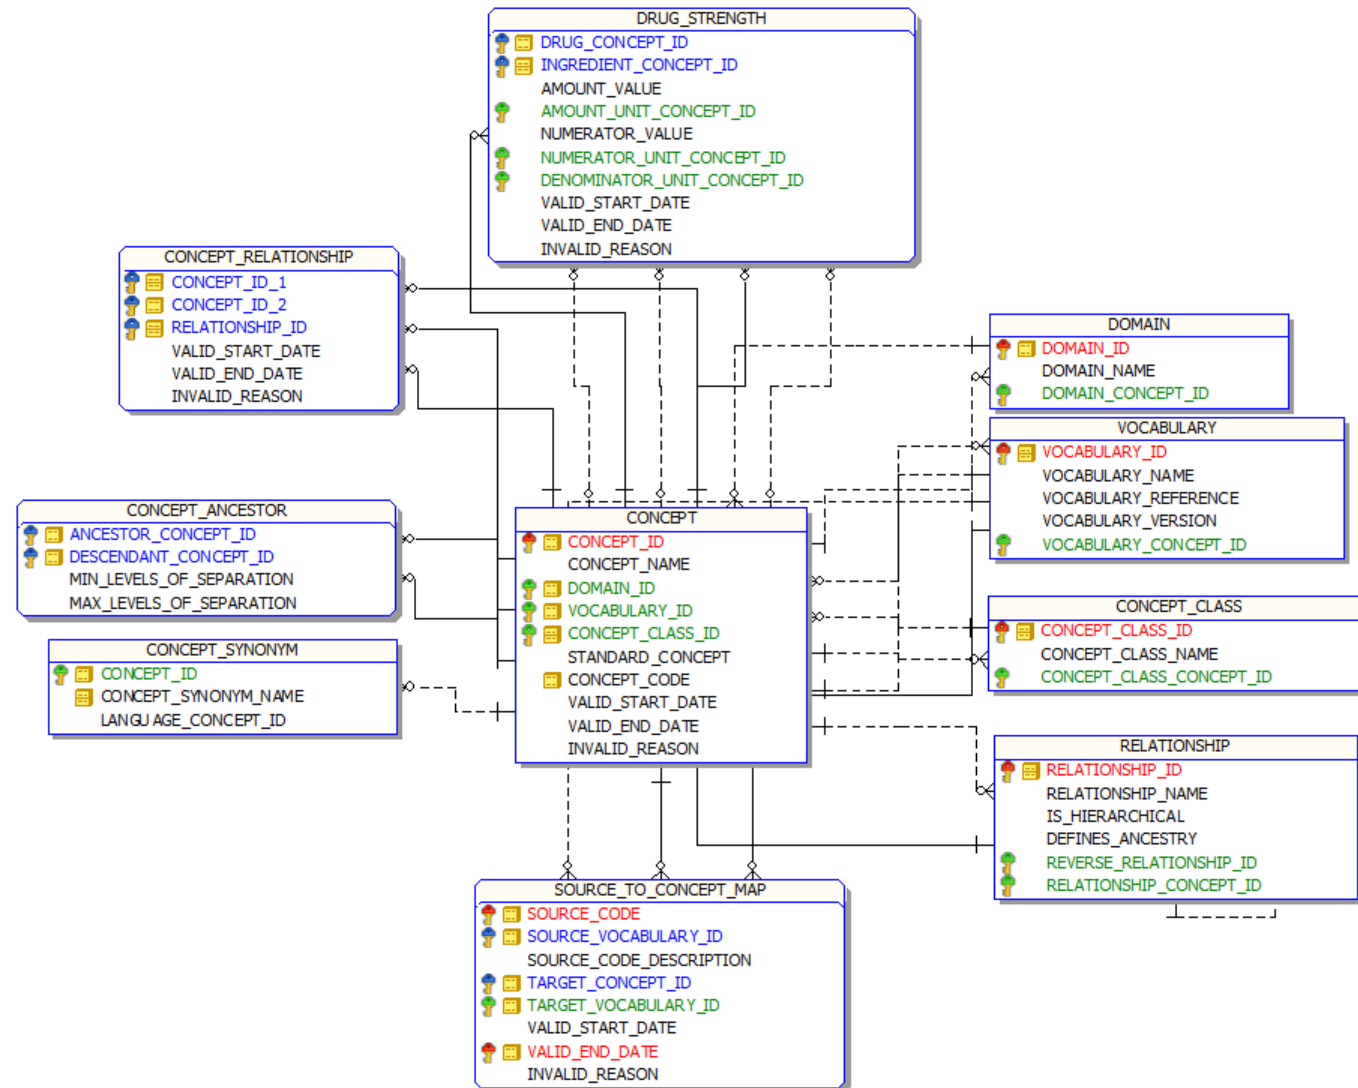 DRUG_STRENGTH
DRUG_CONCEPT_ID
INGREDIENT_CONCEPT_ID
AMOUNT_VALUE
AMOUNT_UNIT_CONCEPT_ID
NUMERATOR_VALUE
NUMERATOR_UNIT_CONCEPT_ID
DENOMINATOR_UNIT_CONCEPT_ID
VALID_START_DATE
VALID_END_DATE
INVALID_REASON
CONCEPT_RELATIONSHIP
CONCEPT_ID_1
CONCEPT_ID_2
RELATIONSHIP_ID
VALID_START_DATE
VALID_END_DATE
INVALID_REASON
DOMAIN
DOMAIN_ID
DOMAIN_NAME
DOMAIN_CONCEPT_ID
VOCABULARY
VOCABULARY_ID
VOCABULARY_NAME
VOCABULARY_REFERENCE
VOCABULARY_VERSION
VOCABULARY_CONCEPT_ID
CONCEPT_ANCESTOR
ANCESTOR_CONCEPT_ID
DESCENDANT_CONCEPT_ID
MIN_LEVELS_OF_SEPARATION
MAX_LEVELS_OF_SEPARATION
CONCEPT
CONCEPT_ID
CONCEPT_NAME
DOMAIN_ID
VOCABULARY_ID
CONCEPT_CLASS_ID
STANDARD_CONCEPT
CONCEPT_CODE
VALID_START_DATE
VALID_END_DATE
INVALID_REASON
CONCEPT_CLASS
CONCEPT_CLASS_ID
CONCEPT_CLASS_NAME
CONCEPT_CLASS_CONCEPT_ID
CONCEPT_SYNONYM
CONCEPT_ID
CONCEPT_SYNONYM_NAME
LANGUAGE_CONCEPT_ID
RELATIONSHIP
RELATIONSHIP_ID
RELATIONSHIP_NAME
IS_HIERARCHICAL
DEFINES_ANCESTRY
REVERSE_RELATIONSHIP_ID
RELATIONSHIP_CONCEPT_ID
SOURCE_TO_CONCEPT_MAP
SOURCE_CODE
SOURCE_VOCABULARY_ID
SOURCE_CODE_DESCRIPTION
TARGET_CONCEPT_ID
TARGET_VOCABULARY_ID
VALID_START_DATE
VALID_END_DATE
INVALID_REASON